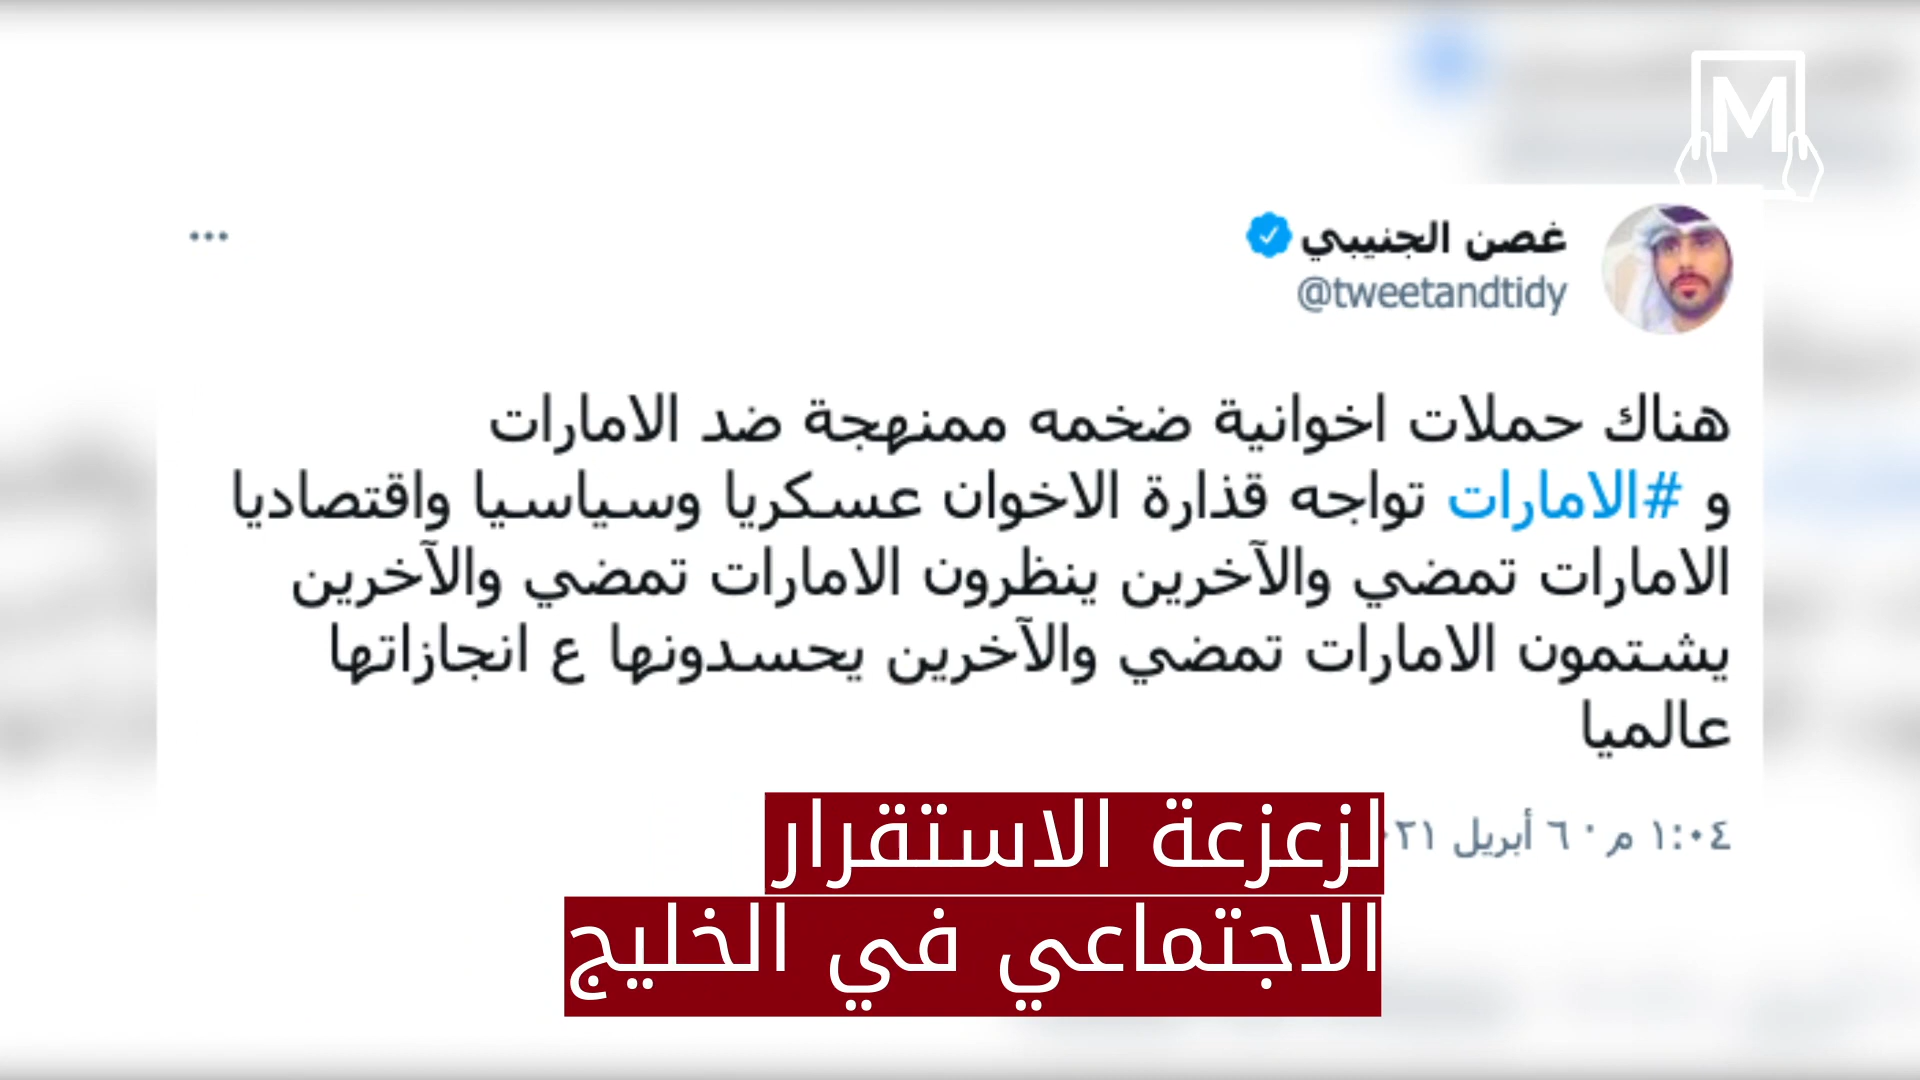 M
غصن الجنيبي
@tweetandtidy
هناك حملات اخوانية ضخمه ممنهجة ضد الامارات
و #الامارات تواجه قذارة الاخوان عسكريا وسياسيا واقتصاديا
الامارات تمضي والآخرين ينظرون الامارات تمضي والآخرين
يشتمون الامارات تمضي والآخرين يحسدونها ع انجازاتها
عالميا
١:٠٤ م · ٦ أبريل ٢١
لزعزعة الاستقرار
الاجتماعي في الخليج